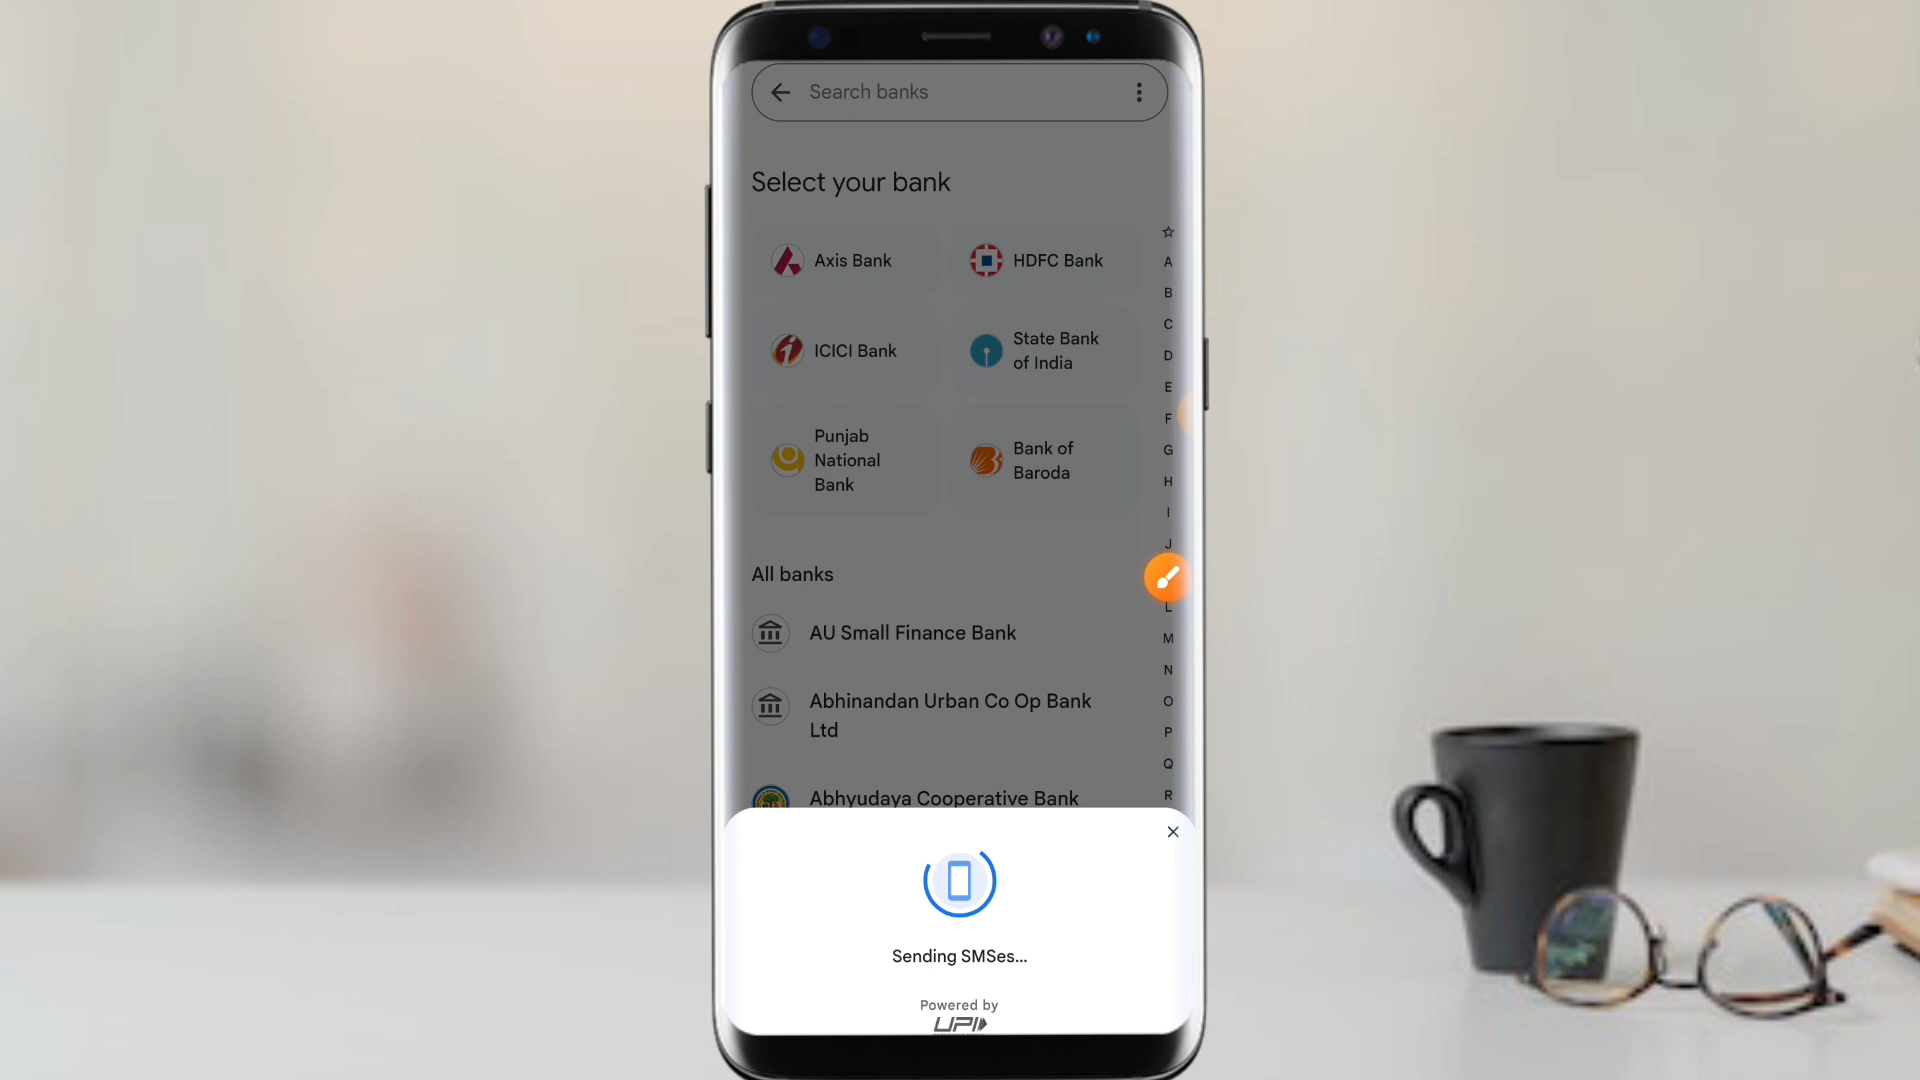 Search banks
Select your bank
Axis Bank
HDFC Bank
ICICI Bank
State Bank
of India
Punjab
National
Bank
Bank of
Baroda
All banks
AU Small Finance Bank
Abhinandan Urban Co Op Bank
Ltd
Abhyudaya Cooperative Bank
A
B
C
D
E
F
G
H
I
J
L
M
N
O
P
Q
R
Sending SMSes...
Powered by
UPI